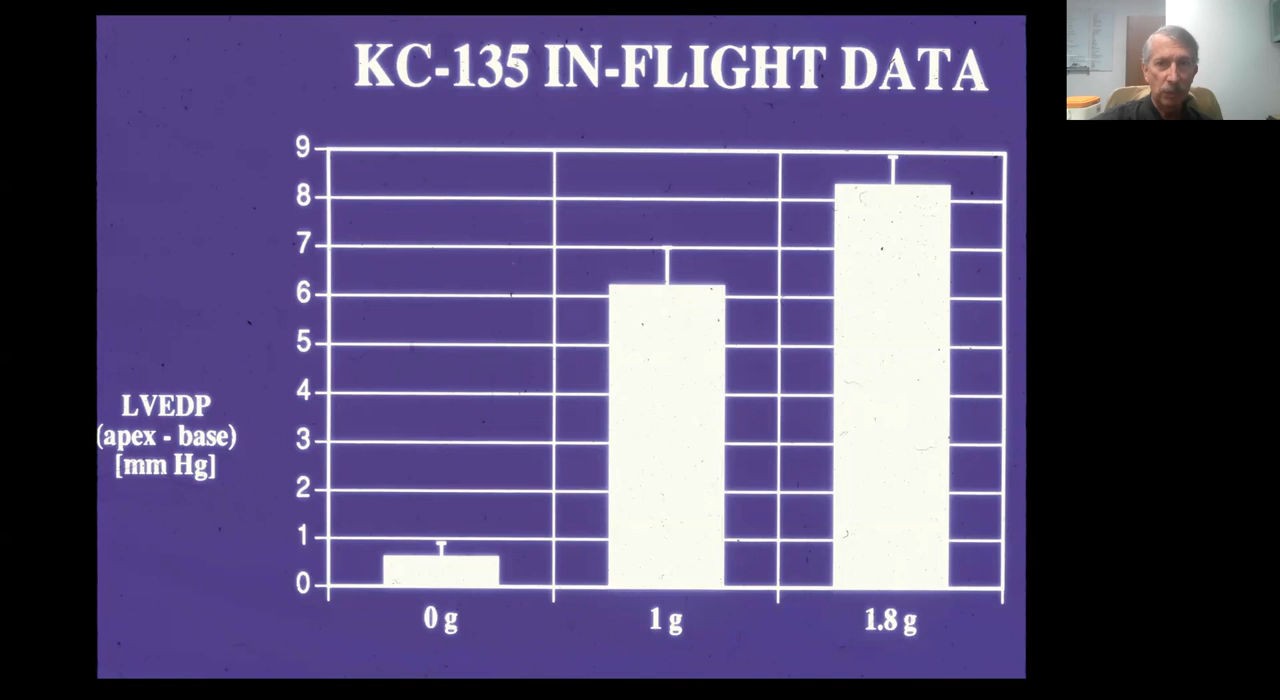 KC-135 IN-FLIGHT DATA
9
8
7
6
5
4
3
2
1
0
LVEDP
(apex - base)
[mm Hg]
0 g
1 g
1.8 g